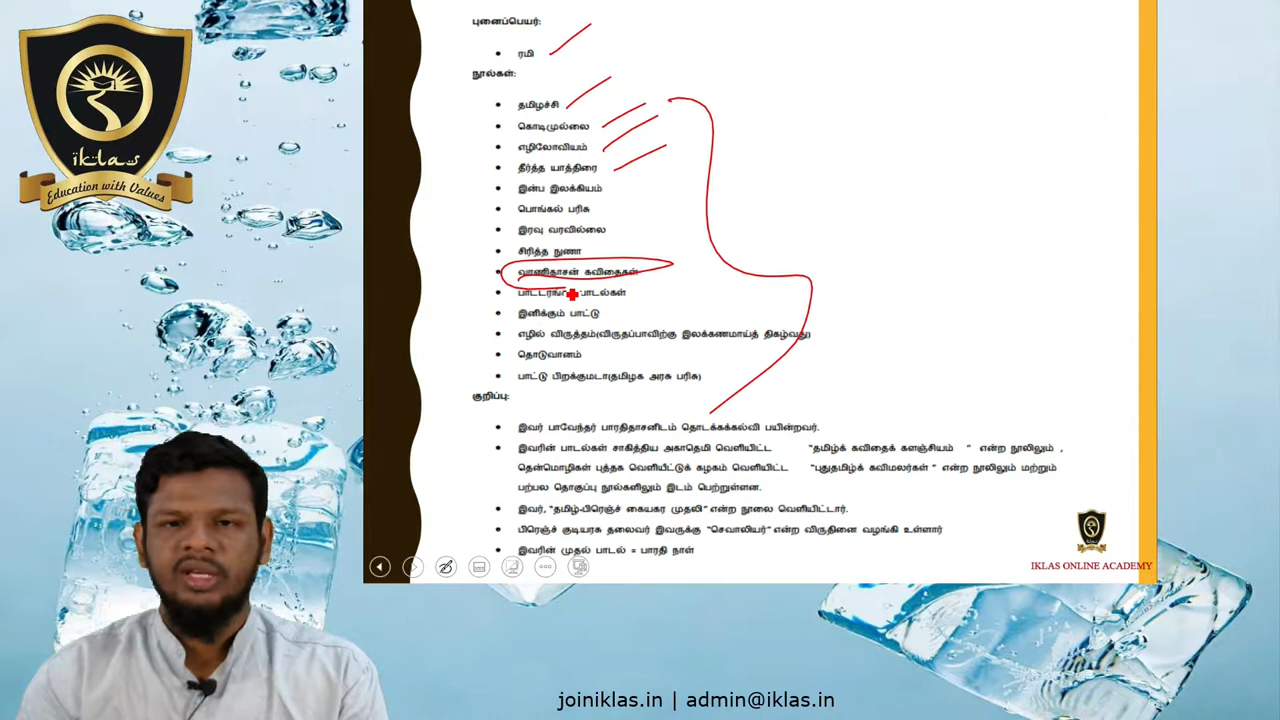 iklas
Education with Values
புனைப்பெயர்:
• ரமி
நூல்கள்:
• தமிழச்சி
• கொடிமுல்லை
• எழிலோவியம்
• தீர்த்த யாத்திரை
• இன்ப இலக்கியம்
• பொங்கல் பரிசு
• இரவு வரவில்லை
• சிரித்த நுணா
• வாணிதாசன் கவிதைகள்
• பாடல்கள்
• இனிக்கும் பாட்டு
• எழில் விருத்தம்(விருதப்பாவிற்கு இலக்கணமாய்த் திகழ்வது)
• தொடுவானம்
• பாட்டு பிறக்குமடா(தமிழக அரசு பரிசு)
குறிப்பு:
• இவர் பாவேந்தர் பாரதிதாசனிடம் தொடக்கக்கல்வி பயின்றவர்.
• இவரின் பாடல்கள் சாகித்திய அகாதெமி வெளியிட்ட "தமிழ்க் கவிதைக் களஞ்சியம் " என்ற நூலிலும் ,
தென்மொழிகள் புத்தக வெளியீட்டுக் கழகம் வெளியிட்ட "புதுதமிழ்க் கவிமலர்கள்" என்ற நூலிலும் மற்றும்
பற்பல தொகுப்பு நூல்களிலும் இடம் பெற்றுள்ளன.
• இவர், "தமிழ்-பிரெஞ்ச் கையகர முதலி" என்ற நூலை வெளியிட்டார்.
• பிரெஞ்ச் குடியரசு தலைவர் இவருக்கு "செவாலியர்" என்ற விருதினை வழங்கி உள்ளார்
• இவரின் முதல் பாடல் = பாரதி நாள்
IKLAS ONLINE ACADEMY
joiniklas.in | admin@iklas.in